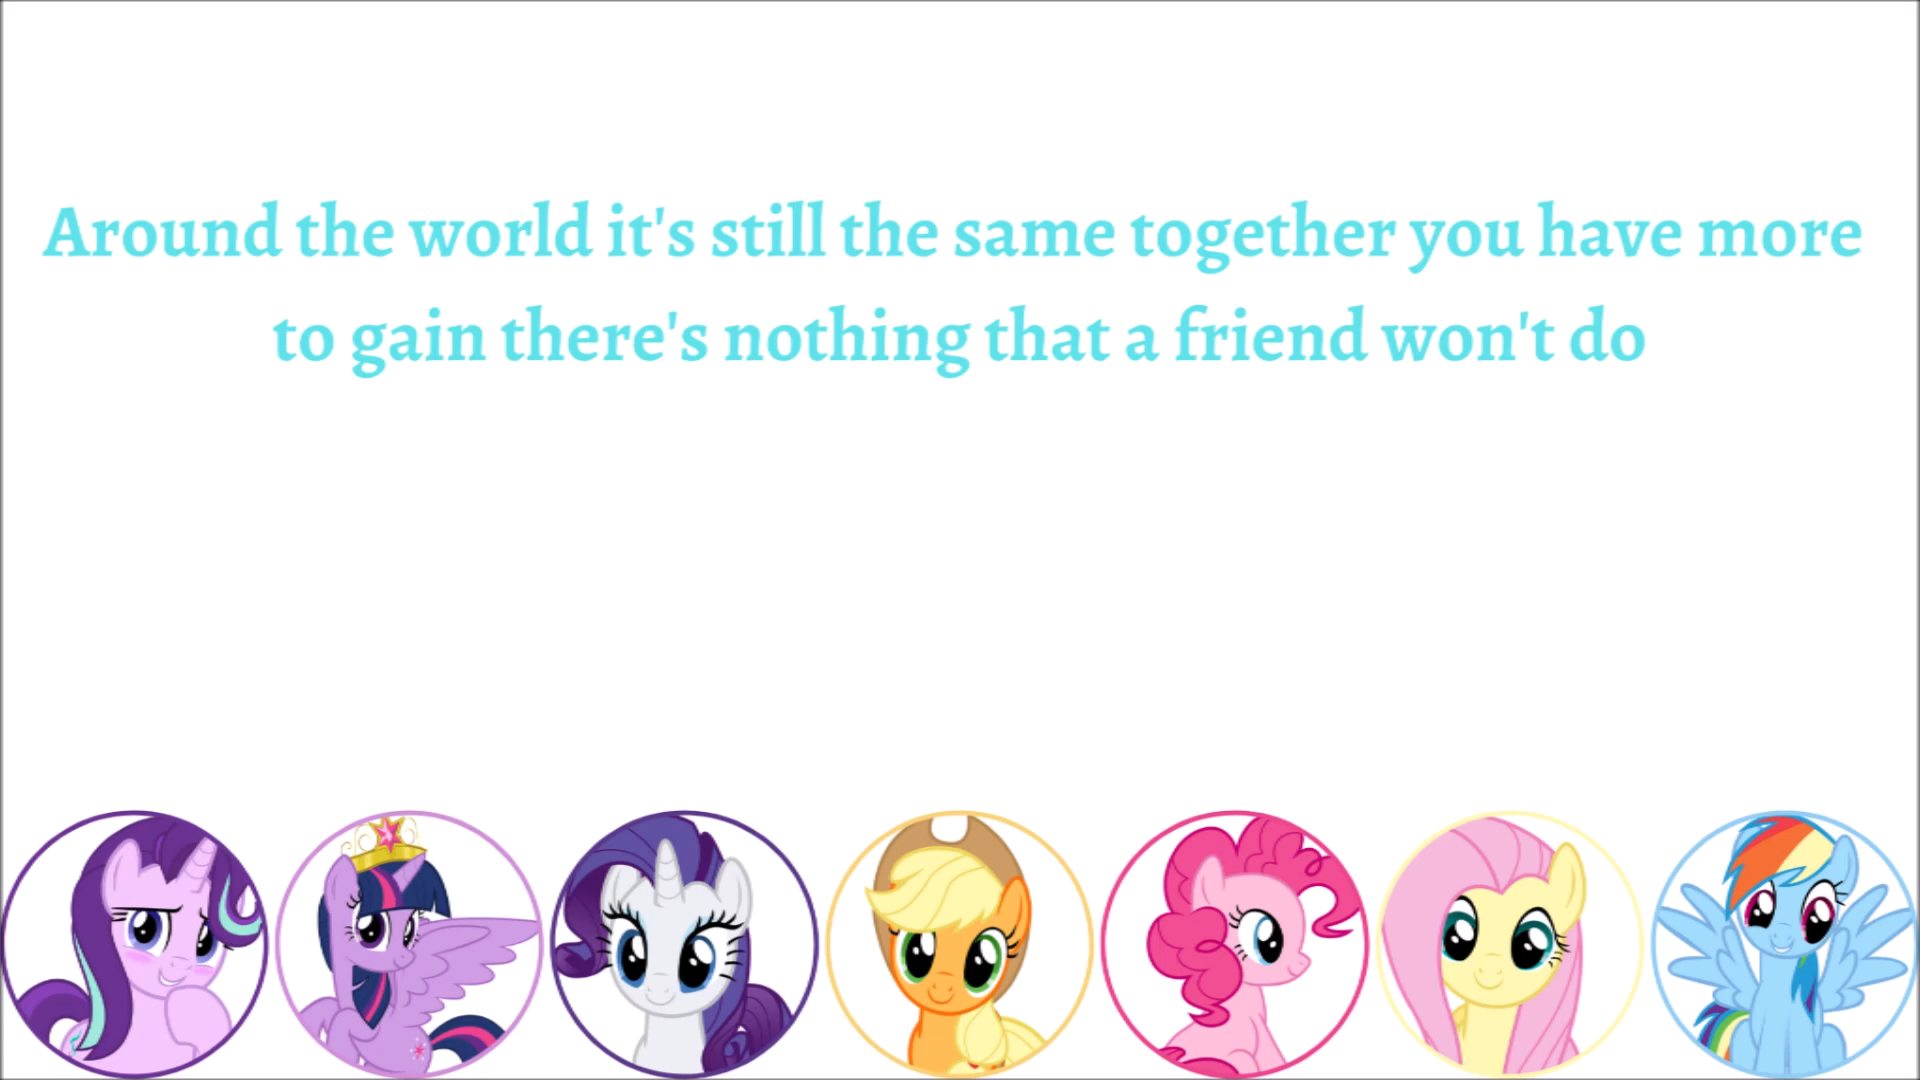 Around the world it's still the same together you have more
to gain there's nothing that a friend won't do